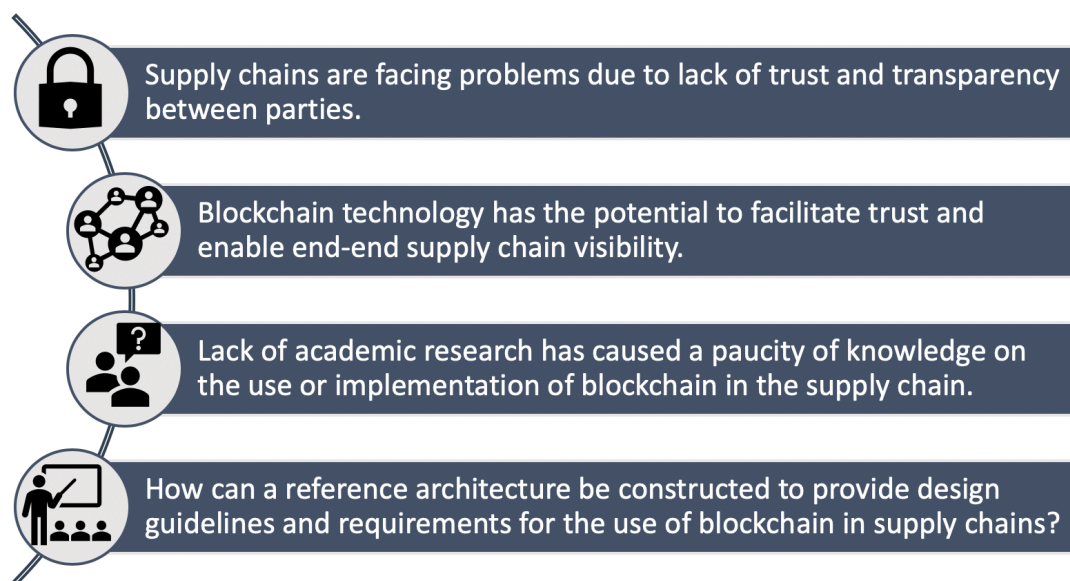 Supply chains are facing problems due to lack of trust and transparency
between parties.
Blockchain technology has the potential to facilitate trust and
enable end-end supply chain visibility.
?
Lack of academic research has caused a paucity of knowledge on
the use or implementation of blockchain in the supply chain.
How can a reference architecture be constructed to provide design
guidelines and requirements for the use of blockchain in supply chains?